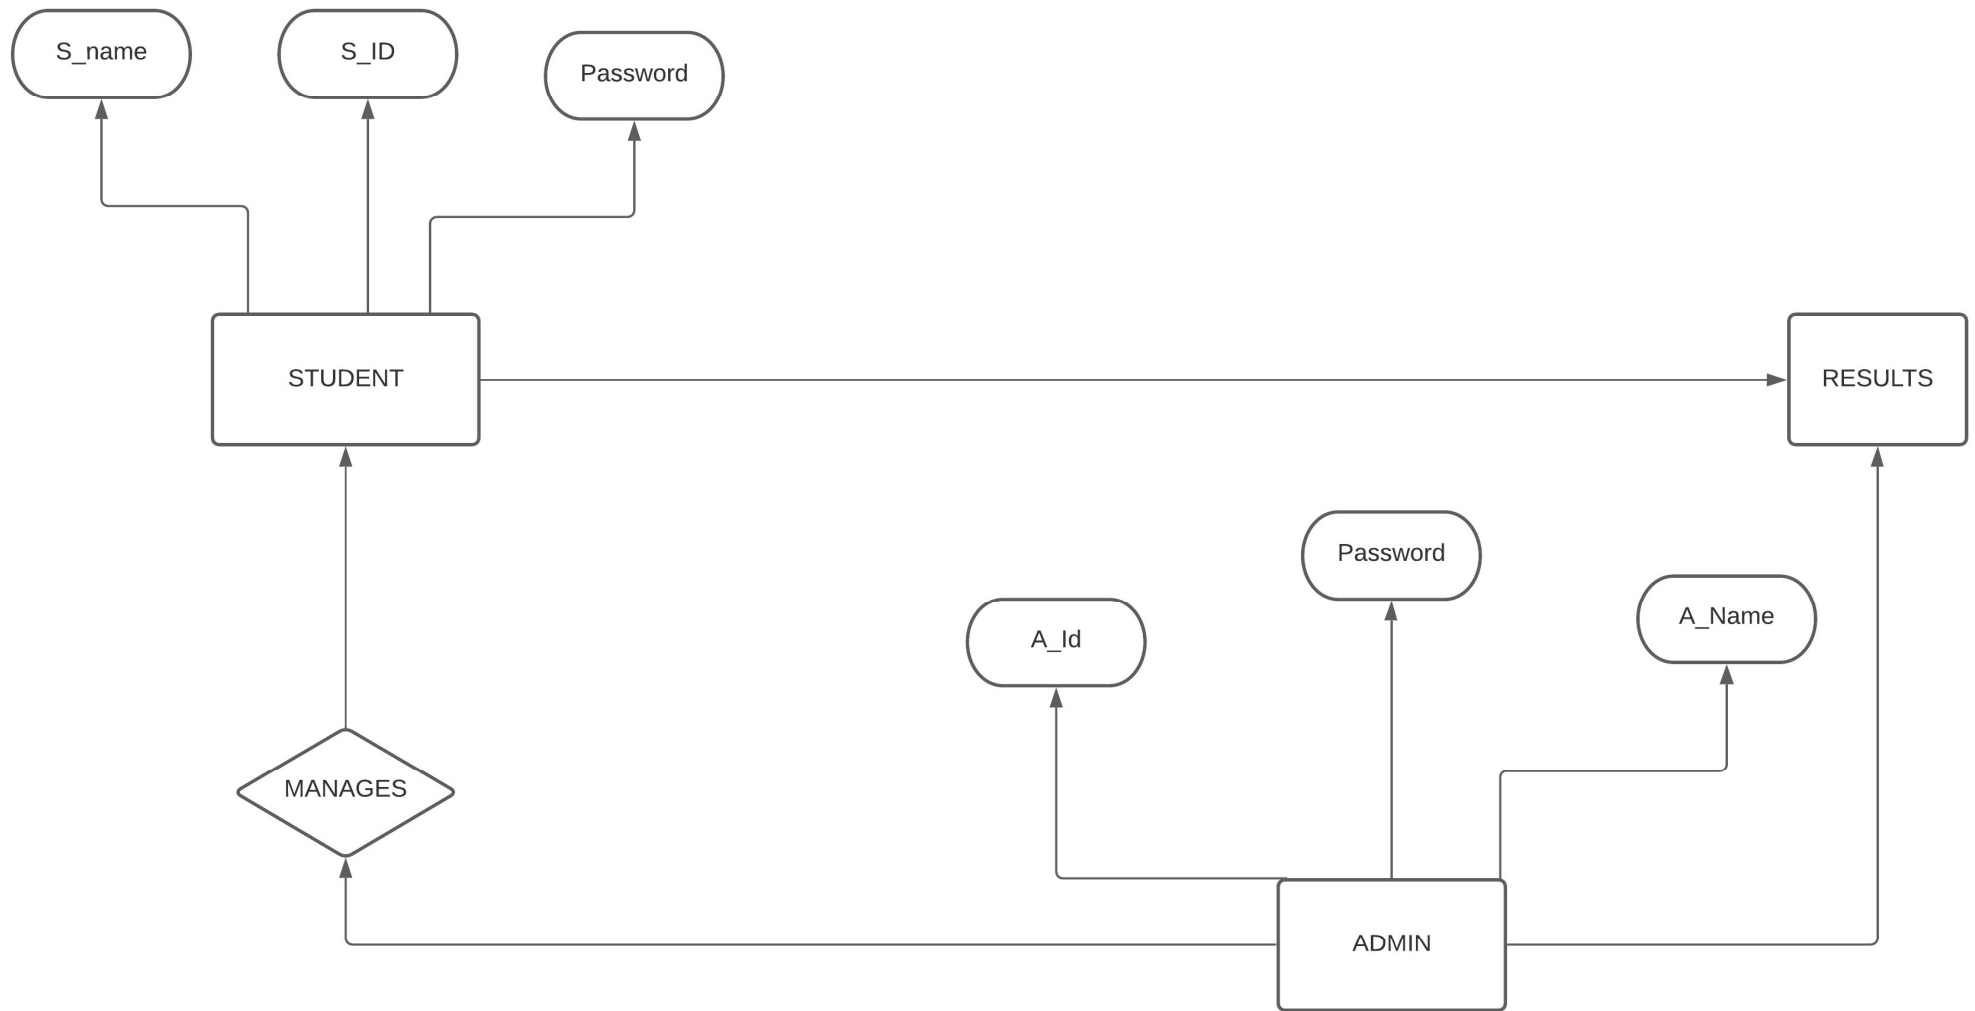 S_name
S_ID
Password
STUDENT
RESULTS
Password
A_Name
A_Id
MANAGES
ADMIN